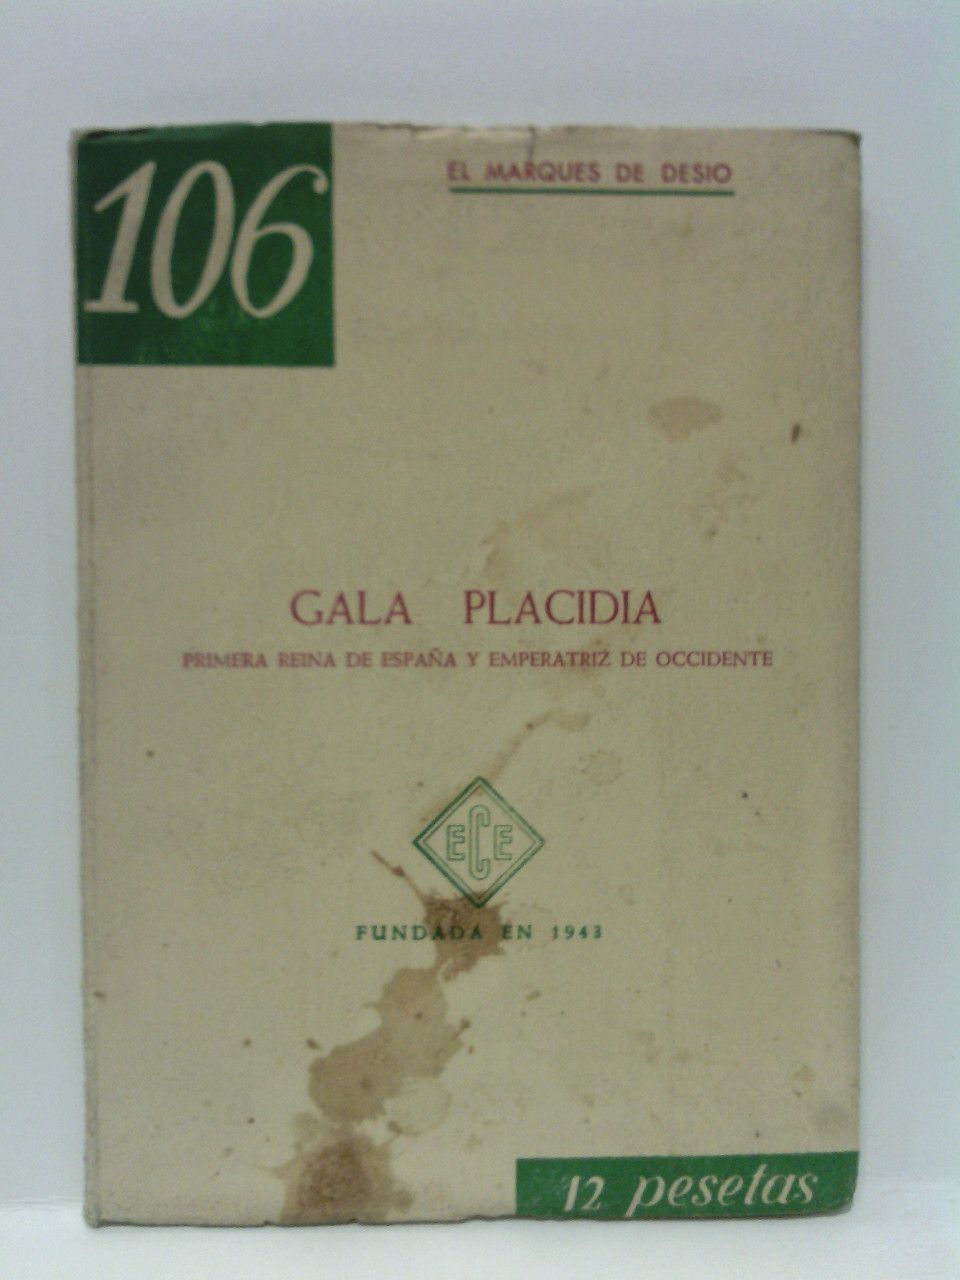 106
EL MARQUES DE DESIO
GALA PLACIDIA
PRIMERA REINA DE ESPAÑA Y EMPERATRIZ DE OCCIDENTE
ECE
FUNDADA EN 1943
12 pesetas